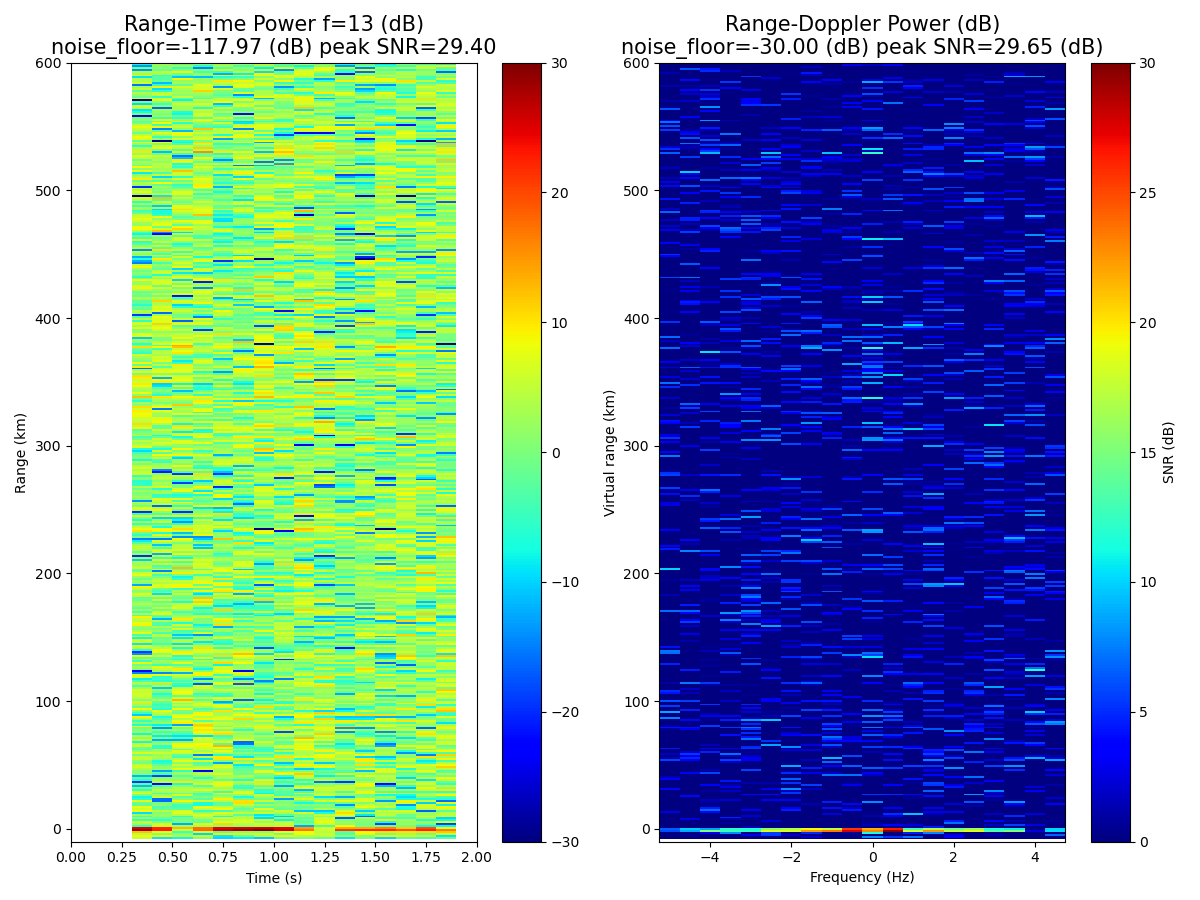 Range-Time Power f=13 (dB)
noise_floor=-117.97 (dB) peak SNR=29.40
Range-Doppler Power (dB)
noise_floor=-30.00 (dB) peak SNR=29.65 (dB)
600
500
400
300
200
100
0
Range (km)
0.00 0.25 0.50 0.75 1.00 1.25 1.50 1.75 2.00
Time (s)
30
20
10
0
−10
−20
−30
600
500
400
300
200
100
0
Virtual range (km)
−4 −2 0 2 4
Frequency (Hz)
30
25
20
15
10
5
0
SNR (dB)